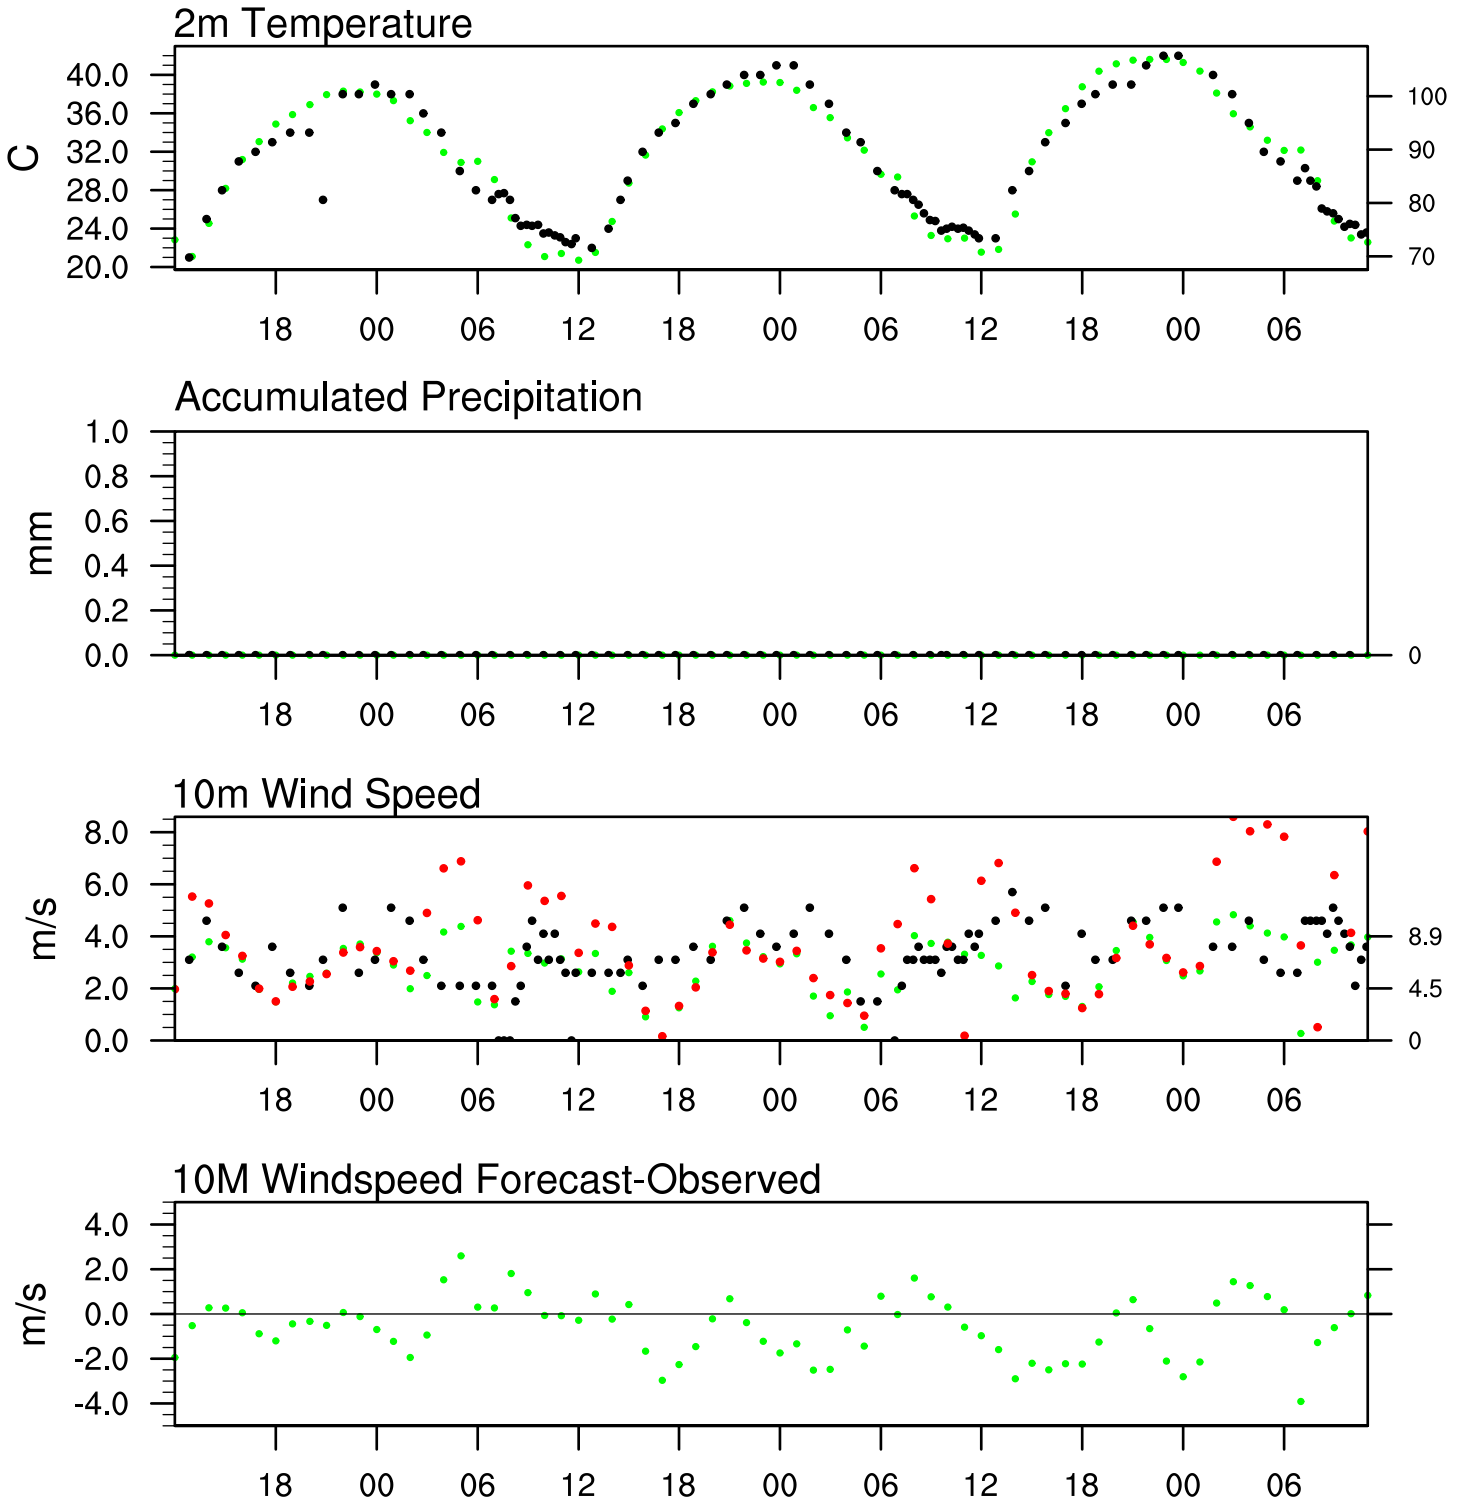 2m Temperature
40.0
36.0
32.0
28.0
24.0
20.0
C
100
90
80
70
18 00 06 12 18 00 06 12 18 00 06
Accumulated Precipitation
1.0
0.8
0.6
0.4
0.2
0.0
mm
0
18 00 06 12 18 00 06 12 18 00 06
10m Wind Speed
8.0
6.0
4.0
2.0
0.0
m/s
8.9
4.5
0
18 00 06 12 18 00 06 12 18 00 06
10M Windspeed Forecast-Observed
4.0
2.0
0.0
-2.0
-4.0
m/s
18 00 06 12 18 00 06 12 18 00 06